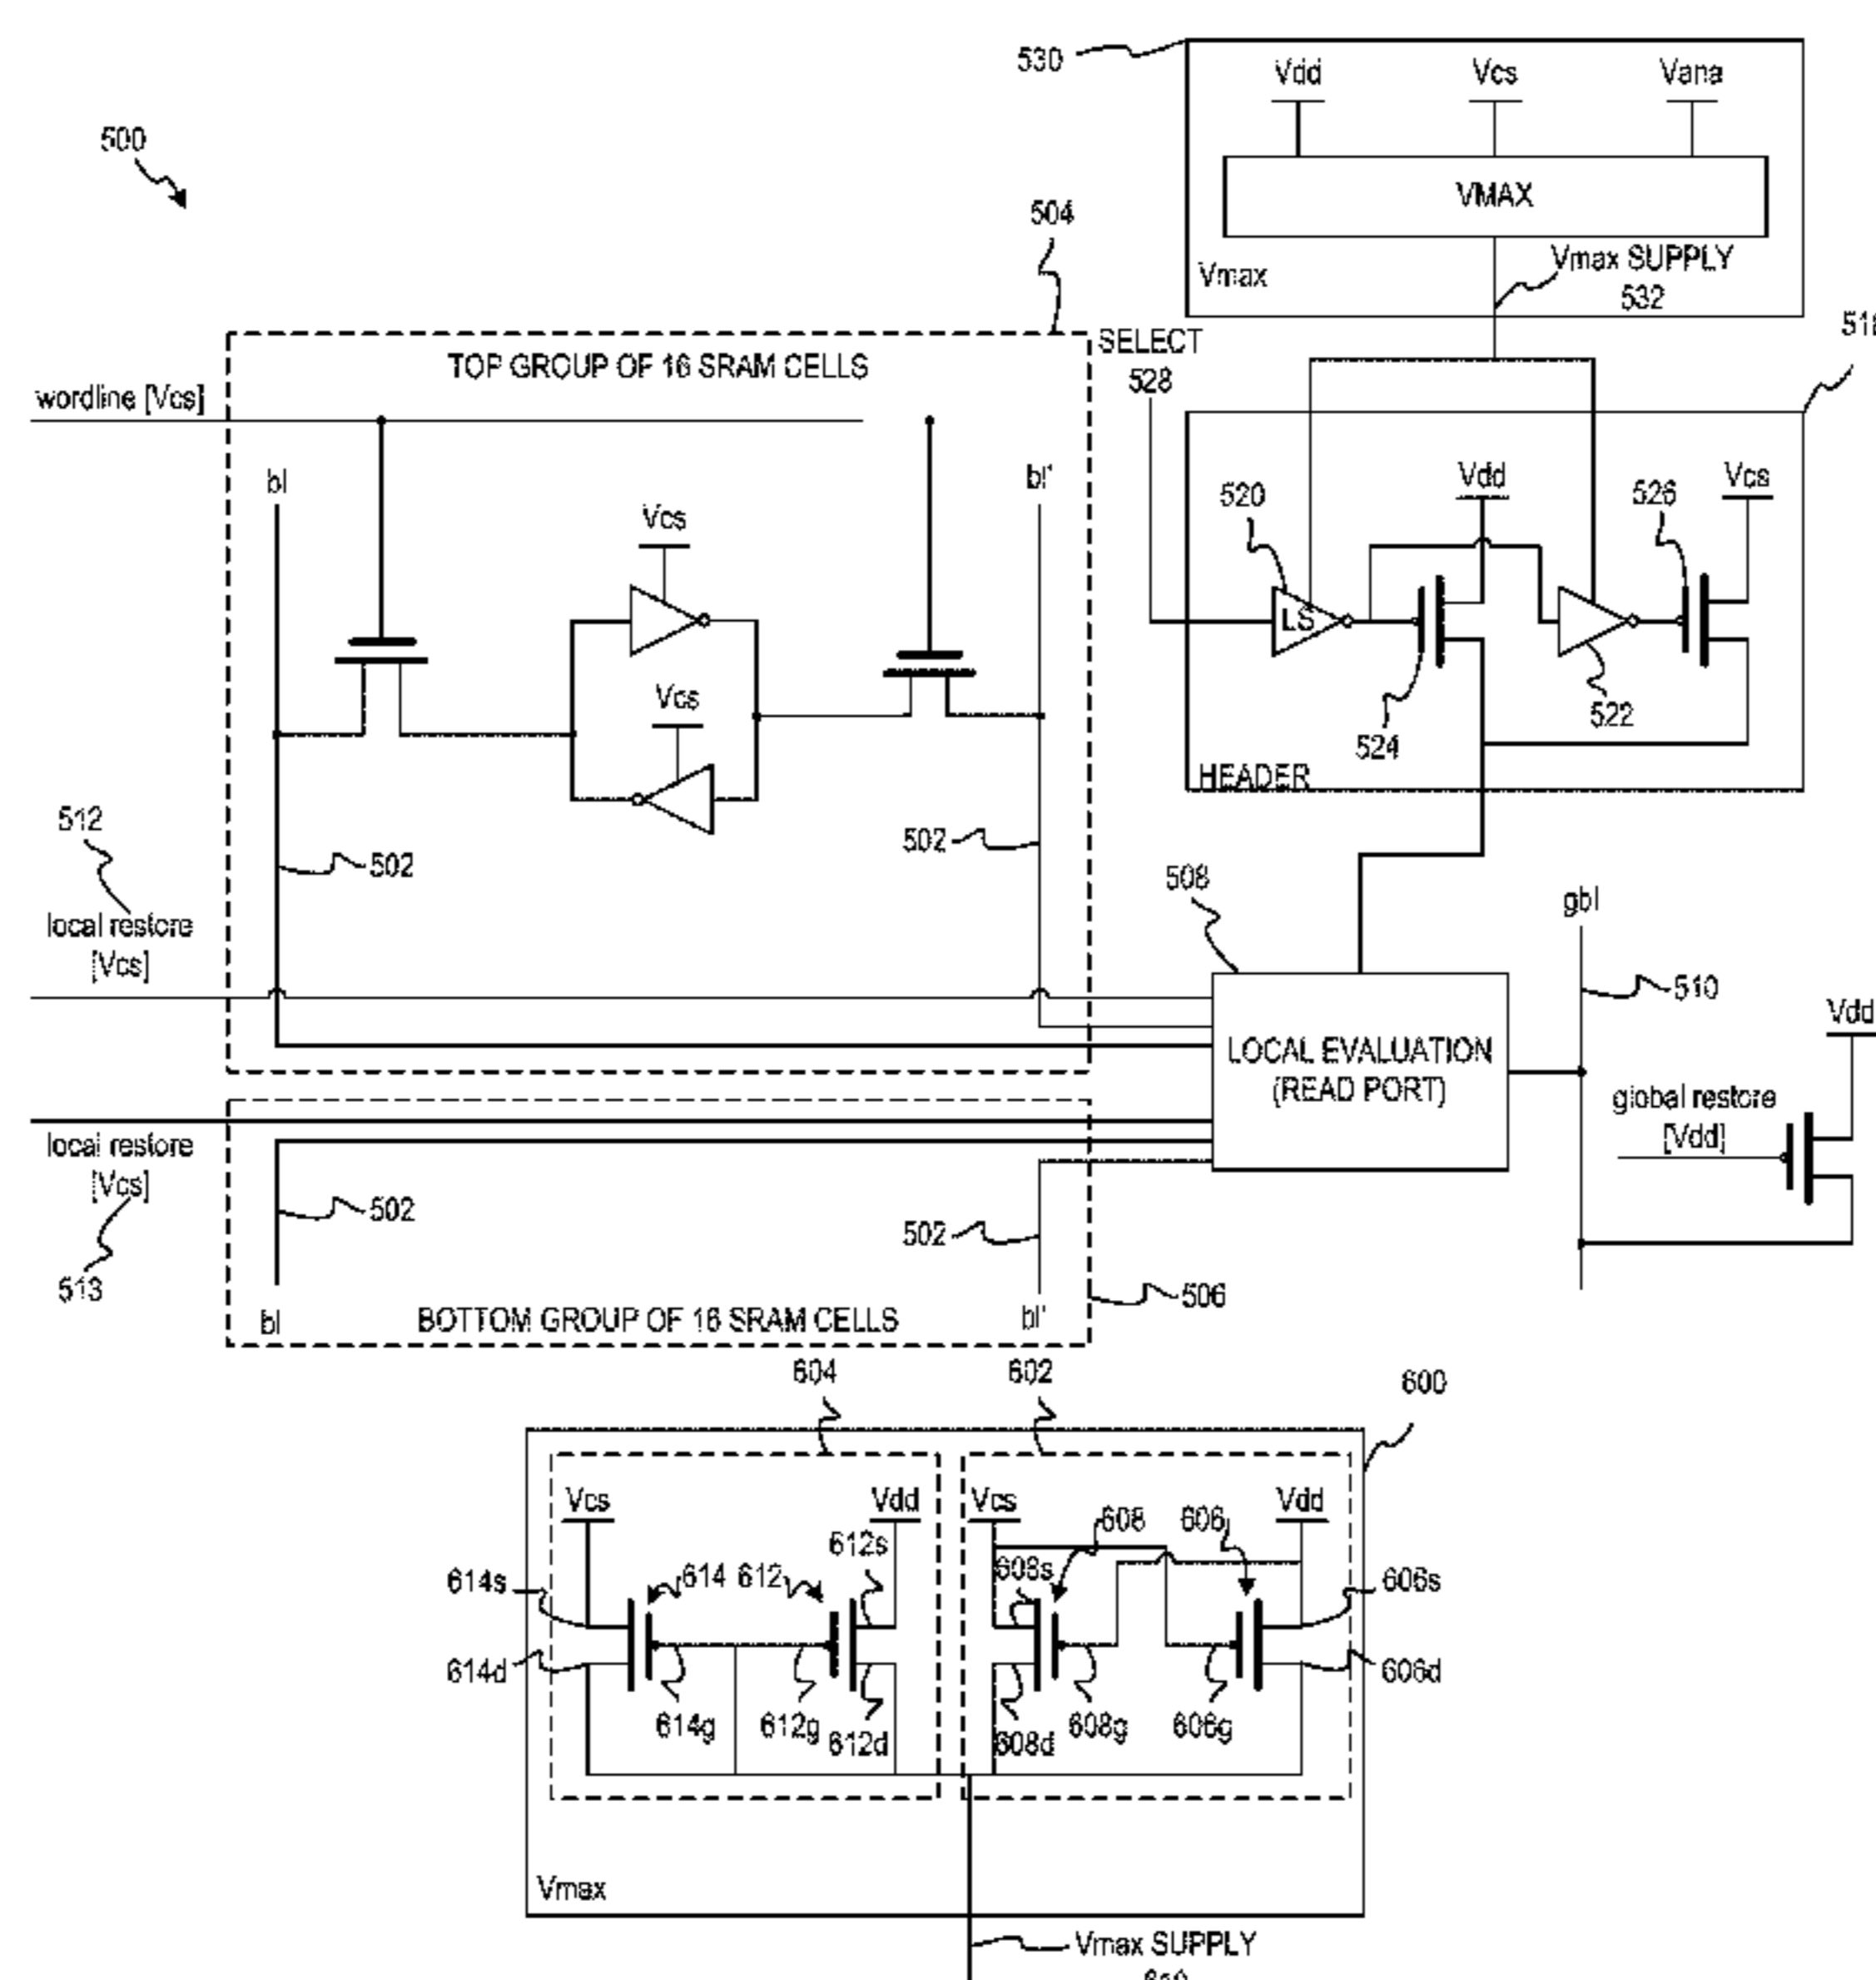 530
Vdd Vcs Vana
500
VMAX
504
Vmax SUPPLY
532
Vmax
SELECT
528
TOP GROUP OF 16 SRAM CELLS
wordline [Vcs]
bl
bl'
Vcs
Vcs
520
Vdd
526
Vcs
LS
524
522
HEADER
512
502
502
local restore
[Vcs]
508
gbl
510
LOCAL EVALUATION
(READ PORT)
Vdd
global restore
[Vdd]
local restore
[Vcs]
502
502
513
506
bl
BOTTOM GROUP OF 16 SRAM CELLS
bl'
604
602
600
Vcs
Vdd
Vcs
Vdd
612s
608
606
614s
614
612
608s
606s
614d
606d
614g
612g
612d
608d
608g
606g
Vmax
Vmax SUPPLY